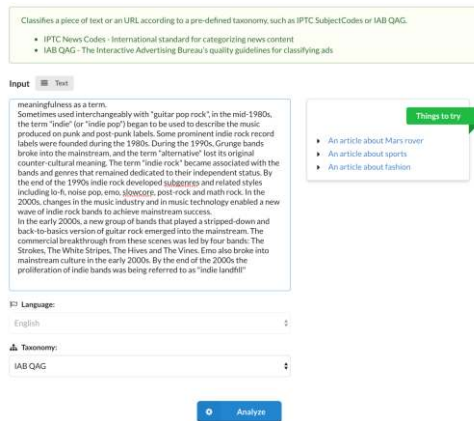 Classifies a piece of text or an URL according to a pre-defined taxonomy, such as IPTC SubjectCodes or IAB QAG.
IPTC News Codes - International standard for categorizing news content
IAB QAG - The Interactive Advertising Bureau's quality guidelines for classifying ads
Input Text
meaningfulness as a term.
Sometimes used interchangeably with "guitar pop rock", in the mid-1980s,
the term "indie" (or "indie pop") began to be used to describe the music
produced on punk and post-punk labels. Some prominent indie rock record
labels were founded during the 1980s. During the 1990s, Grunge bands
broke into the mainstream, and the term "alternative" lost its original
counter-cultural meaning. The term "indie rock" became associated with the
bands and genres that remained dedicated to their independent status. By
the end of the 1990s indie rock developed subgenres and related styles
including lo-fi, noise pop, emo, slowcore, post-rock and math rock. In the
2000s, changes in the music industry and in music technology enabled a new
wave of indie rock bands to achieve mainstream success.
In the early 2000s, a new group of bands that played a stripped-down and
back-to-basics version of guitar rock emerged into the mainstream. The
commercial breakthrough from these scenes was led by four bands: The
Strokes, The White Stripes, The Hives and The Vines. Emo also broke into
mainstream culture in the early 2000s. By the end of the 2000s the
proliferation of indie bands was being referred to as "indie landfill"
Things to try
An article about Mars rover
An article about sports
An article about fashion
Language:
English
Taxonomy:
IAB QAG
Analyze